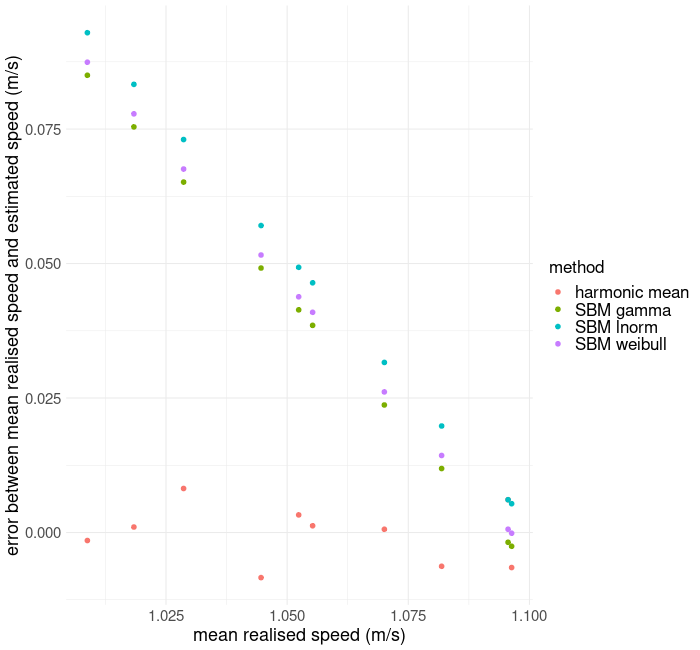 error between mean realised speed and estimated speed (m/s)
0.075
0.050
0.025
0.000
1.025
1.050
1.075
1.100
mean realised speed (m/s)
method
harmonic mean
SBM gamma
SBM lnorm
SBM weibull